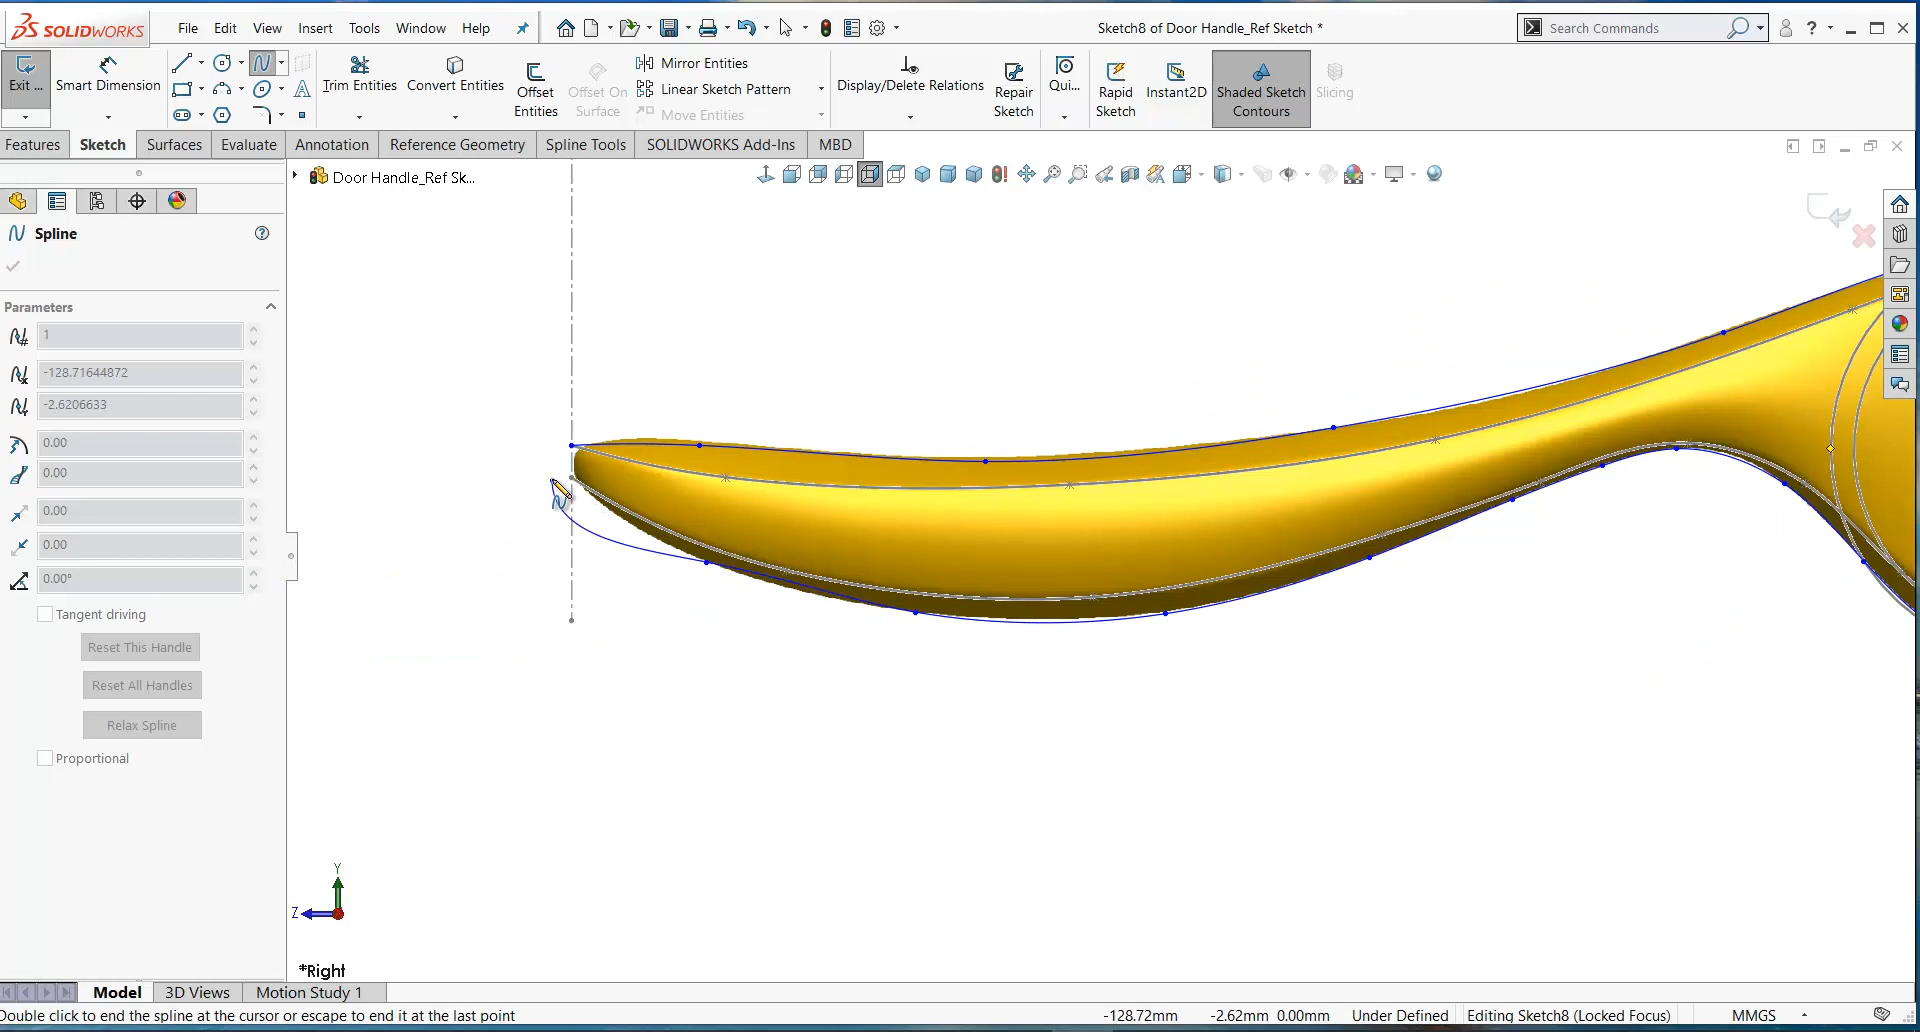 SOLIDWORKS File Edit View Insert Tools Window Help Sketch8 of Door Handle_Ref Sketch * Search Commands ?
Exit ... Smart Dimension Trim Entities Convert Entities Offset Entities Offset On Surface Mirror Entities Linear Sketch Pattern Move Entities Display/Delete Relations Repair Sketch Qui... Rapid Sketch Instant2D Shaded Sketch Contours Slicing
Features Sketch Surfaces Evaluate Annotation Reference Geometry Spline Tools SOLIDWORKS Add-Ins MBD
Door Handle_Ref Sk...
Spline
Parameters
1
-128.71644872
-2.6206633
0.00
0.00
0.00
0.00
0.00°
Tangent driving
Reset This Handle
Reset All Handles
Relax Spline
Proportional
Y
Z
*Right
Model 3D Views Motion Study 1
Double click to end the spline at the cursor or escape to end it at the last point -128.72mm -2.62mm 0.00mm Under Defined Editing Sketch8 (Locked Focus) MMGS